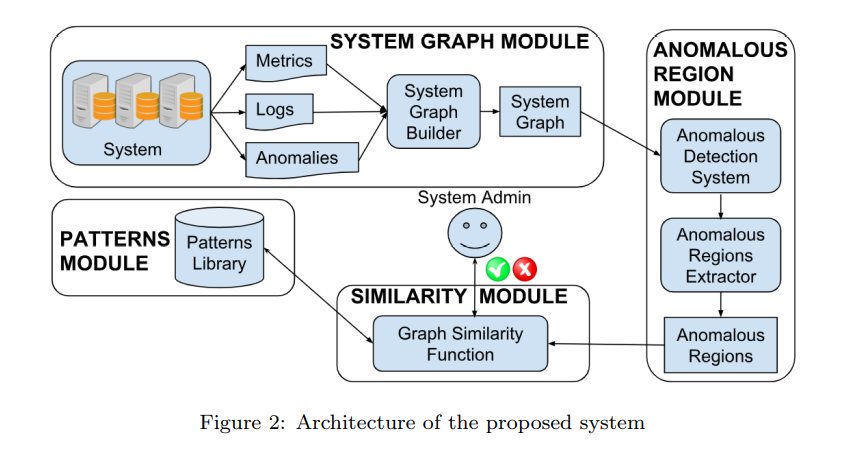 SYSTEM GRAPH MODULE
Metrics
Logs
Anomalies
System
System
Graph
Builder
System
Graph
ANOMALOUS
REGION
MODULE
Anomalous
Detection
System
Anomalous
Regions
Extractor
Anomalous
Regions
System Admin
PATTERNS
MODULE
Patterns
Library
SIMILARITY MODULE
Graph Similarity
Function
Figure 2: Architecture of the proposed system